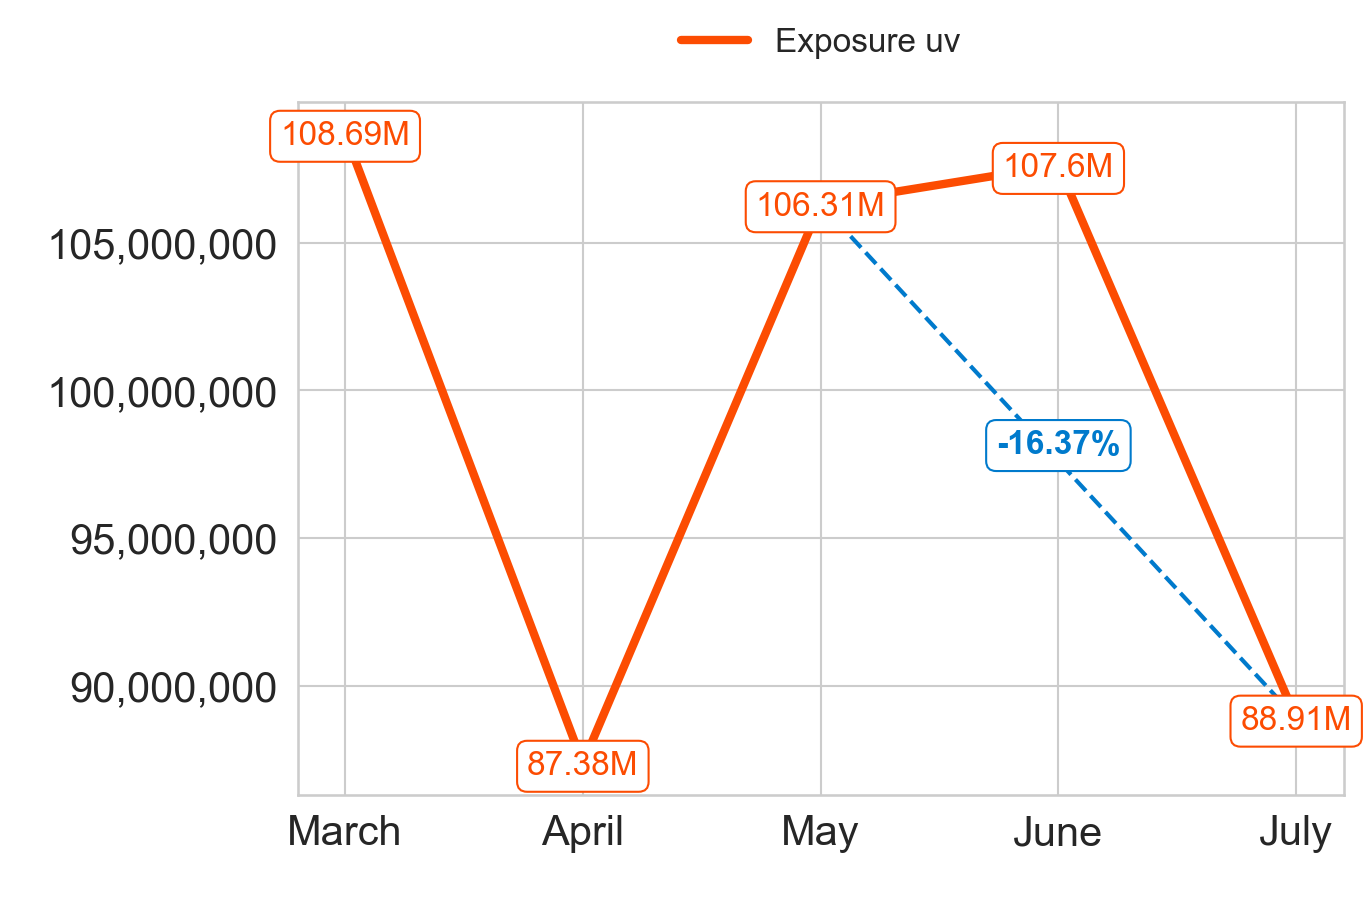 Exposure uv
108.69M
107.6M
106.31M
105,000,000
100,000,000
-16.37%
95,000,000
90,000,000
88.91M
87.38M
March April May June July